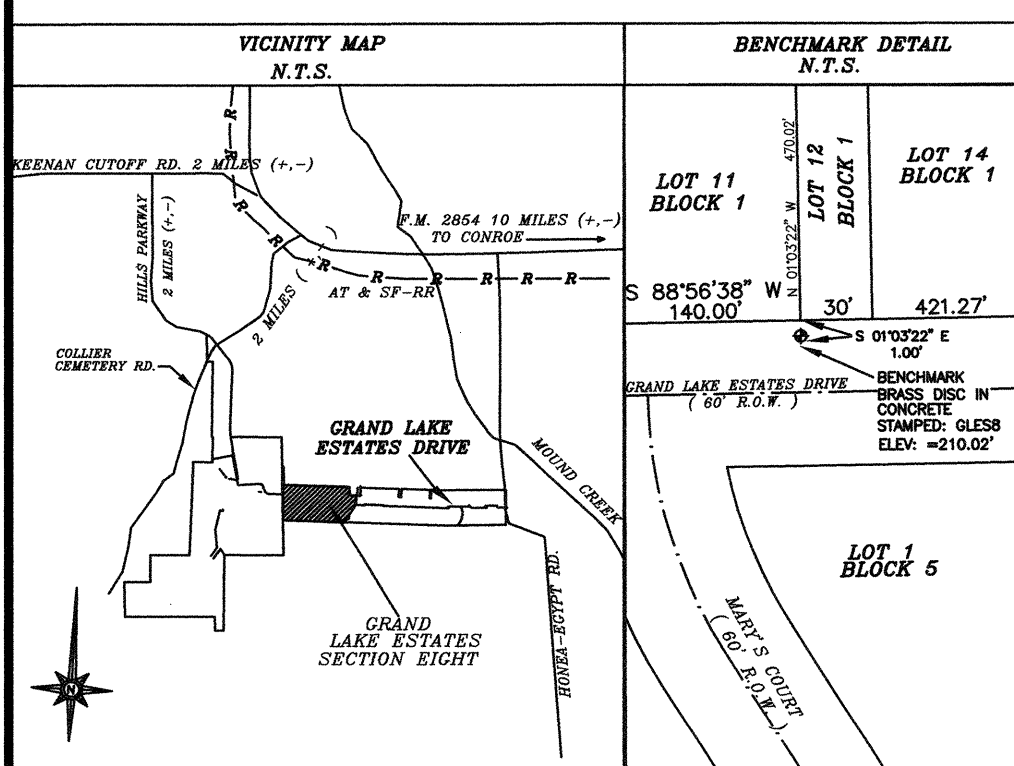 VICINITY MAP
N.T.S.
R
R
KEENAN CUTOFF RD. 2 MILES (+,-)
HILLS PARKWAY
2 MILES (+,-)
R
R
F.M. 2854 10 MILES (+,-)
TO CONROE
R
R
R
R
R
R
AT & SF-RR
2 MILES (+,-)
COLLIER
CEMETERY RD.
GRAND LAKE
ESTATES DRIVE
MOUND CREEK
HONEA-EGYPT RD.
GRAND
LAKE ESTATES
SECTION EIGHT
N
BENCHMARK DETAIL
N.T.S.
LOT 11
BLOCK 1
N 01°03'22" W 470.02'
LOT 12
BLOCK 1
LOT 14
BLOCK 1
S 88°56'38" W
140.00'
30'
421.27'
S 01°03'22" E
1.00'
GRAND LAKE ESTATES DRIVE
( 60' R.O.W. )
BENCHMARK
BRASS DISC IN
CONCRETE
STAMPED: GLES8
ELEV: =210.02'
LOT 1
BLOCK 5
MARY'S COURT
( 60' R.O.W. )